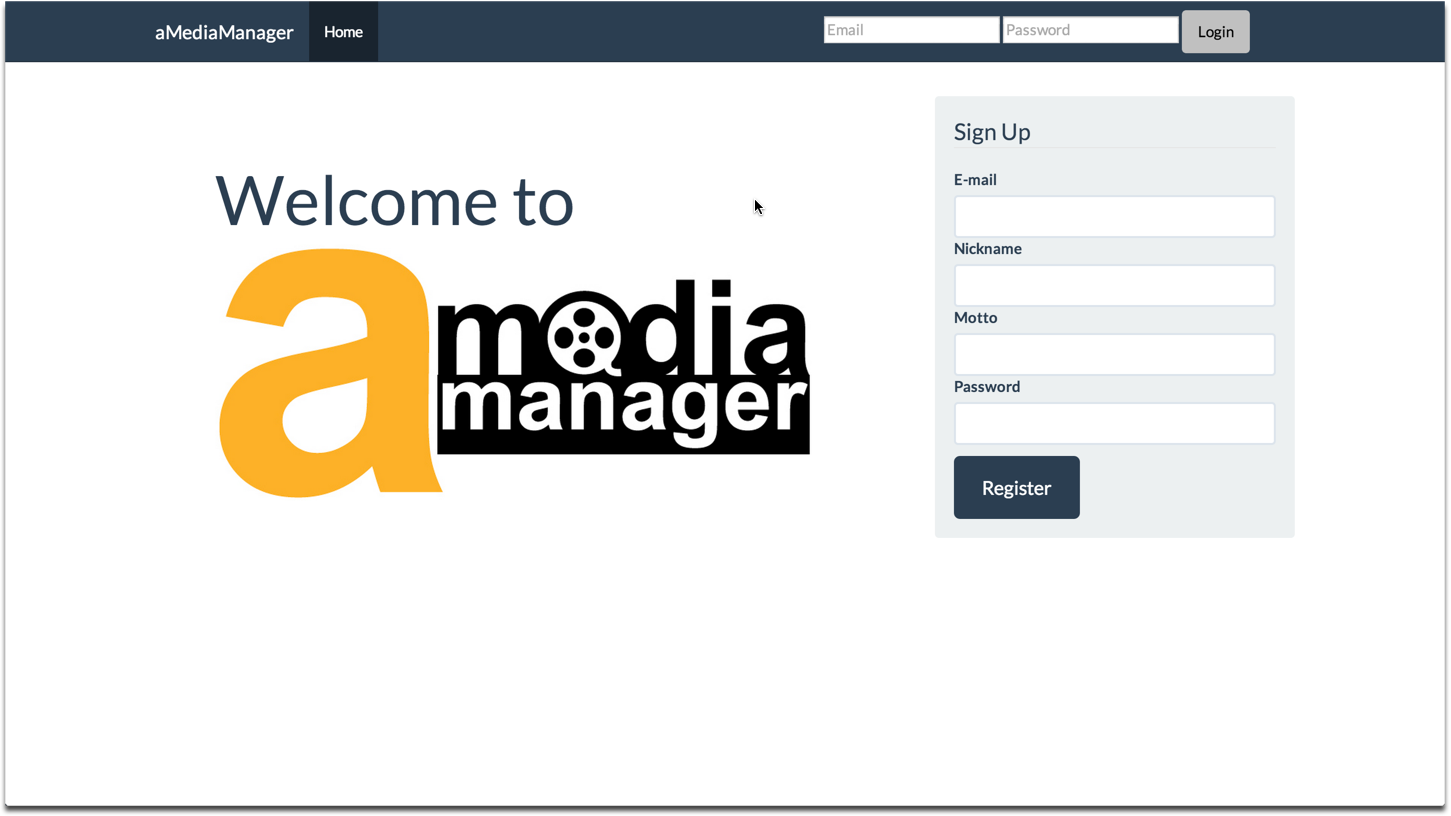 aMediaManager Home Email Password Login
Sign Up
Welcome to
a media
manager
E-mail
Nickname
Motto
Password
Register